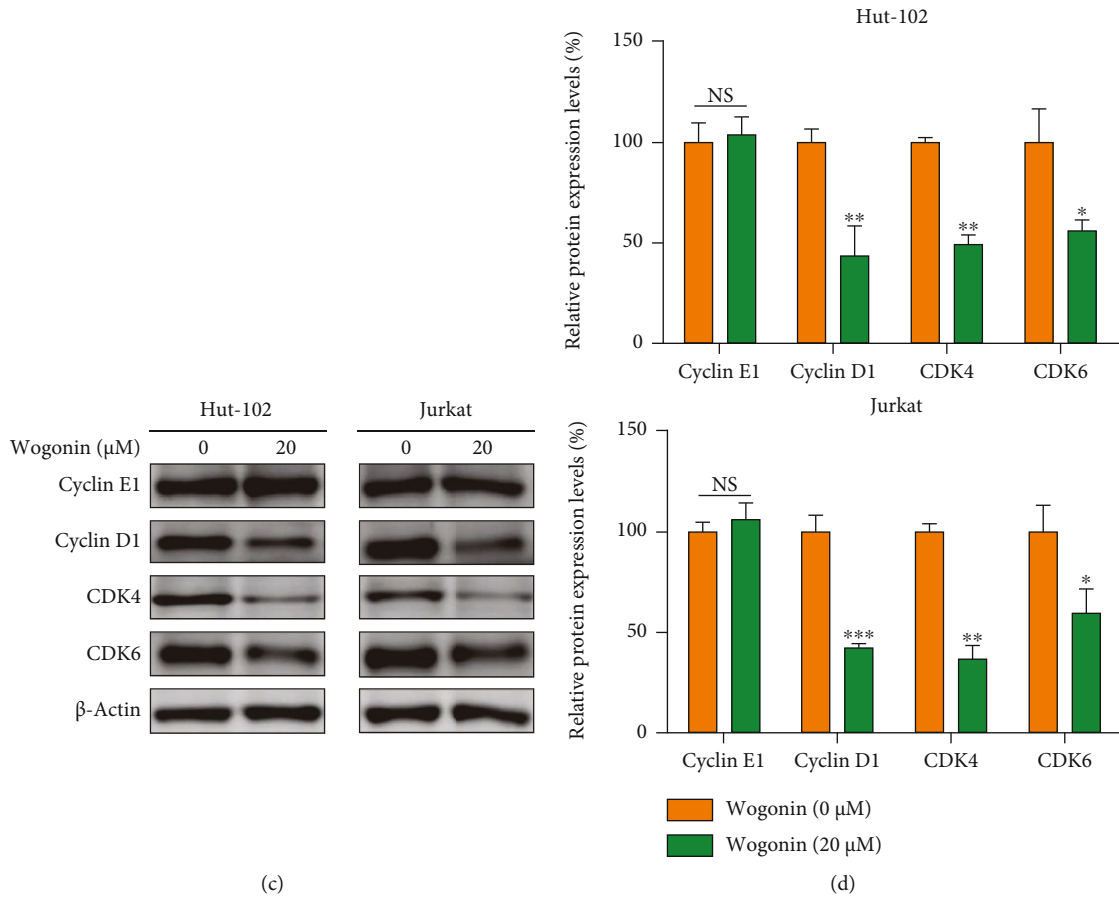 Hut-102 Jurkat
Wogonin (μM) 0 20 0 20
Cyclin E1
Cyclin D1
CDK4
CDK6
β-Actin
(c)
Hut-102
Relative protein expression levels (%)
150
100
50
0
NS
** ** *
Cyclin E1 Cyclin D1 CDK4 CDK6
Jurkat
Relative protein expression levels (%)
150
100
50
0
NS
*** ** *
Cyclin E1 Cyclin D1 CDK4 CDK6
Wogonin (0 μM)
Wogonin (20 μM)
(d)